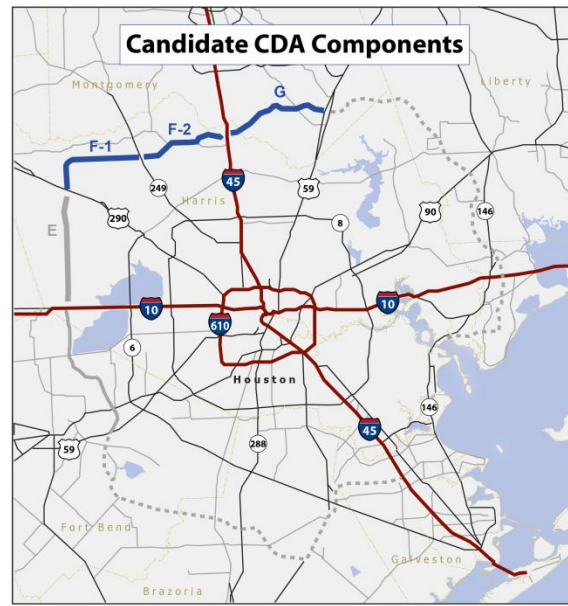 Candidate CDA Components
Montgomery
Liberty
G
F-2
F-1
249
45
59
Harris
290
8
90
146
E
10
10
610
6
Houston
146
45
59
288
Fort Bend
Galveston
Brazoria